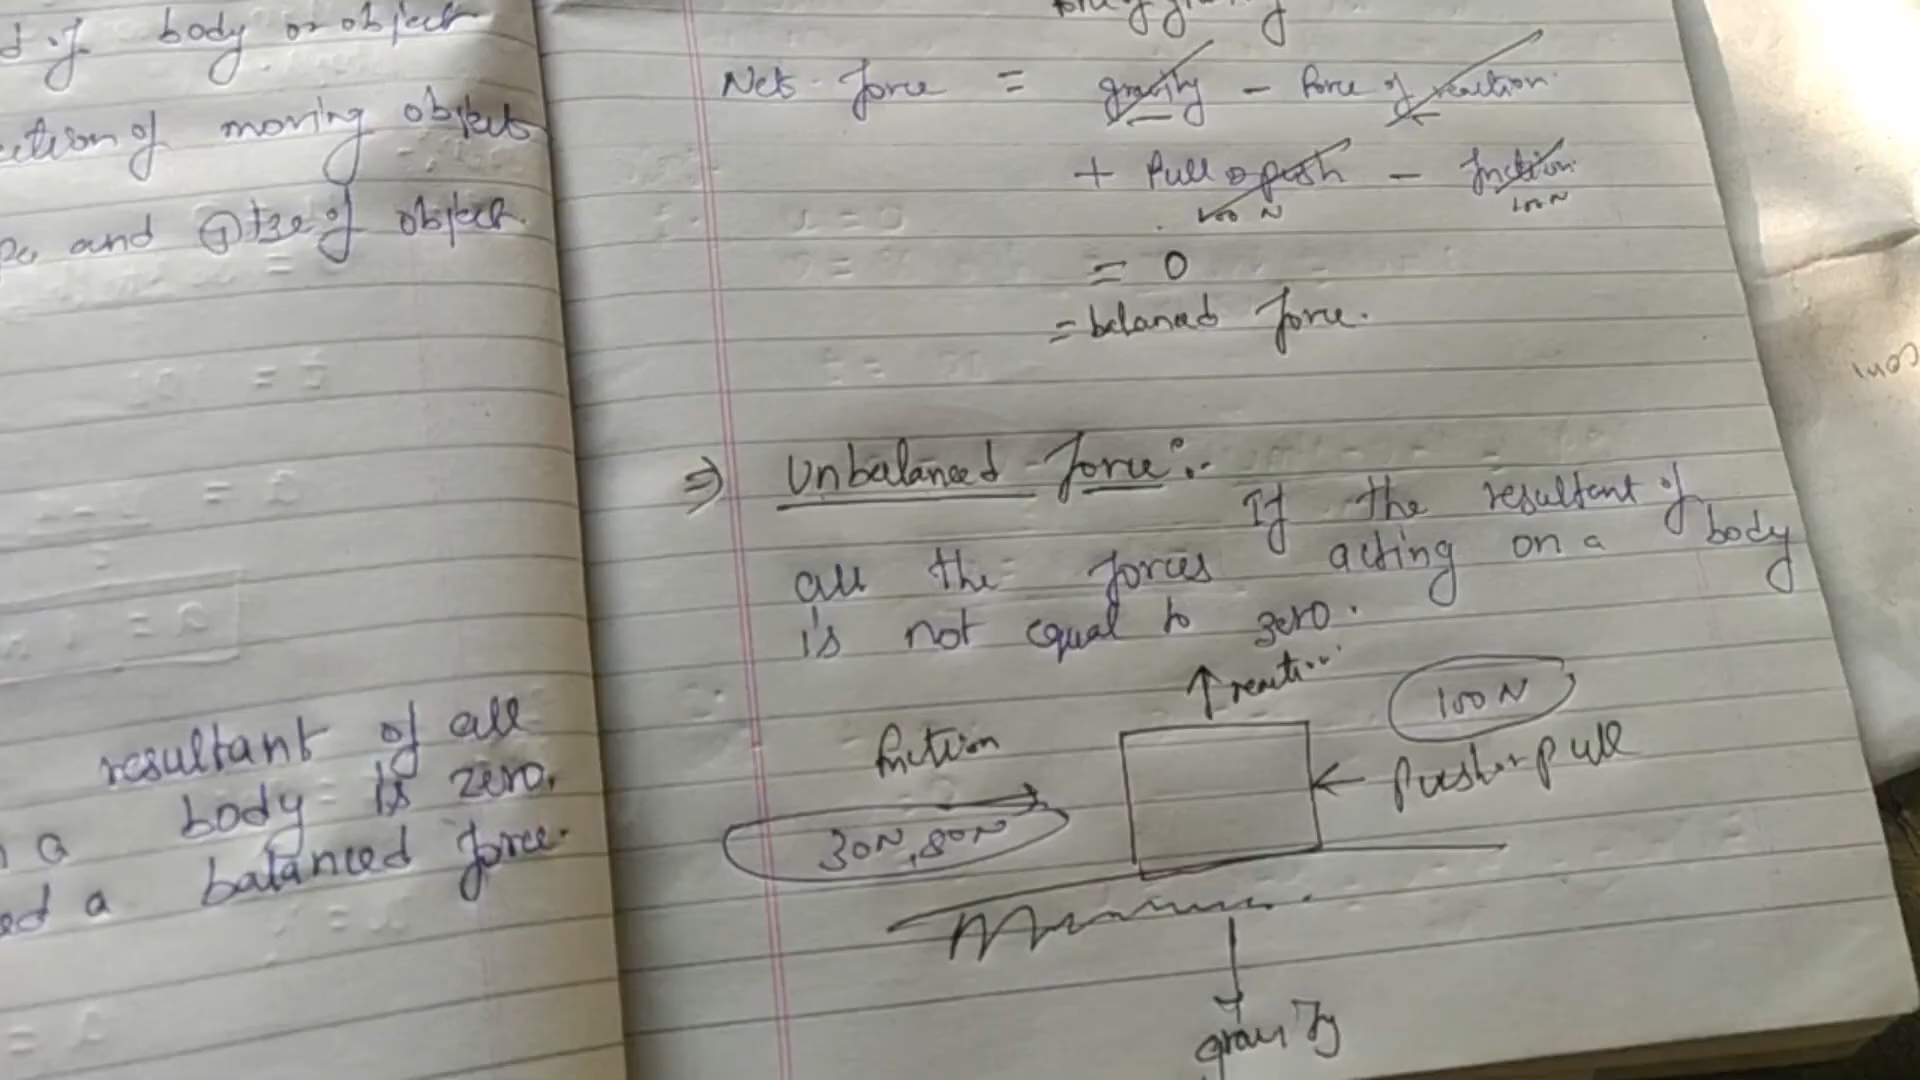 body or object
of moving object
and size of object
resultant of all
a body is zero,
a balanced force.
Net force = gravity - force of reaction
+ Pull or push - friction
100 N 100 N
= 0
= balanced force.
⇒ Unbalanced force :-
If the resultant of
all the forces acting on a body
is not equal to zero.
↑ reaction
100 N
friction
← Push or pull
30N, 80N
gravity